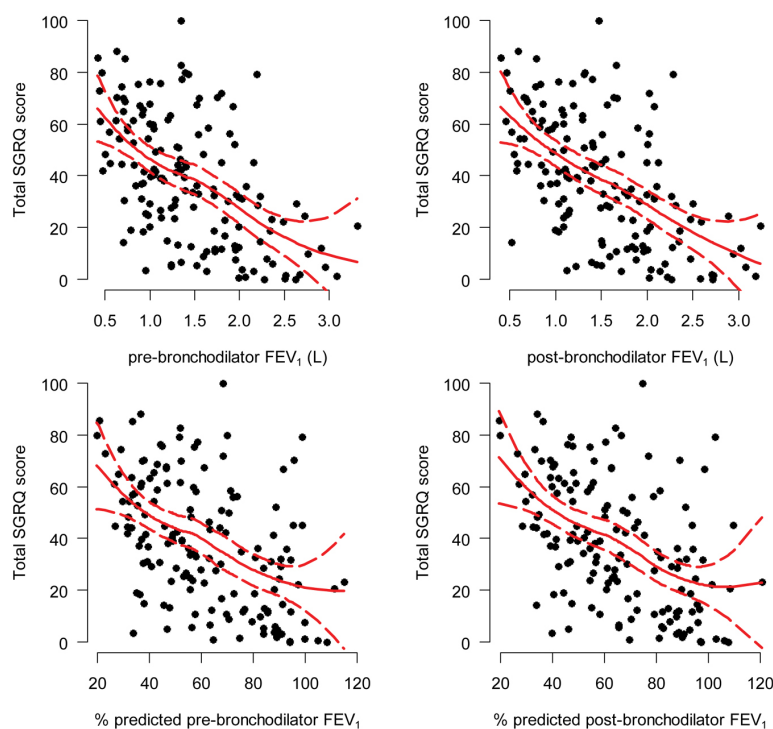 Total SGRQ score
100
80
60
40
20
0
0.5 1.0 1.5 2.0 2.5 3.0
pre-bronchodilator FEV₁ (L)
Total SGRQ score
100
80
60
40
20
0
0.5 1.0 1.5 2.0 2.5 3.0
post-bronchodilator FEV₁ (L)
Total SGRQ score
100
80
60
40
20
0
20 40 60 80 100 120
% predicted pre-bronchodilator FEV₁
Total SGRQ score
100
80
60
40
20
0
20 40 60 80 100 120
% predicted post-bronchodilator FEV₁